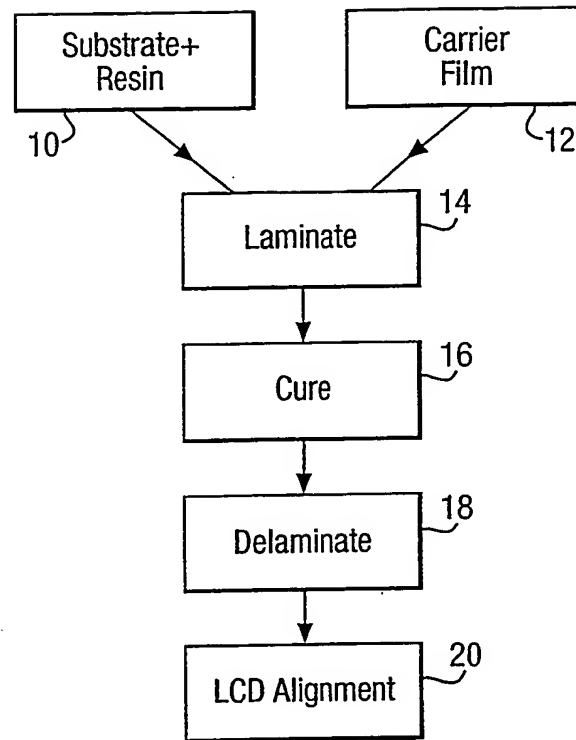 Substrate+
Resin
10
Carrier
Film
12
Laminate
14
Cure
16
Delaminate
18
LCD Alignment
20